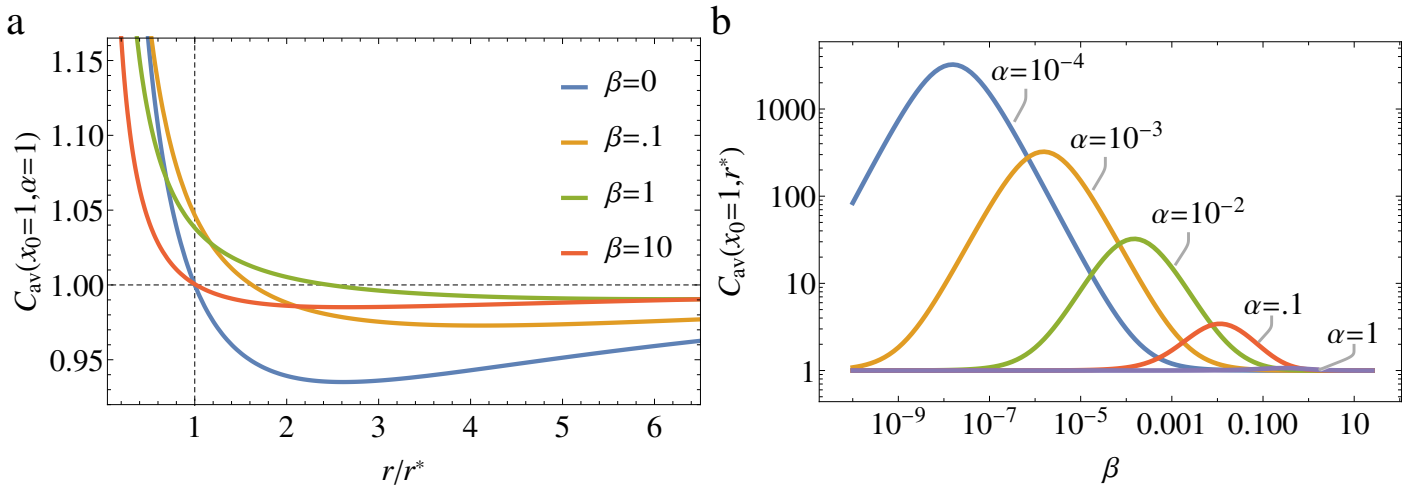 a
C_av(x_0=1,α=1)
1.15
1.10
1.05
1.00
0.95
1 2 3 4 5 6
r/r*
β=0
β=.1
β=1
β=10
b
C_av(x_0=1,r*)
1000
100
10
1
10^-9 10^-7 10^-5 0.001 0.100 10
β
α=10^-4
α=10^-3
α=10^-2
α=.1
α=1